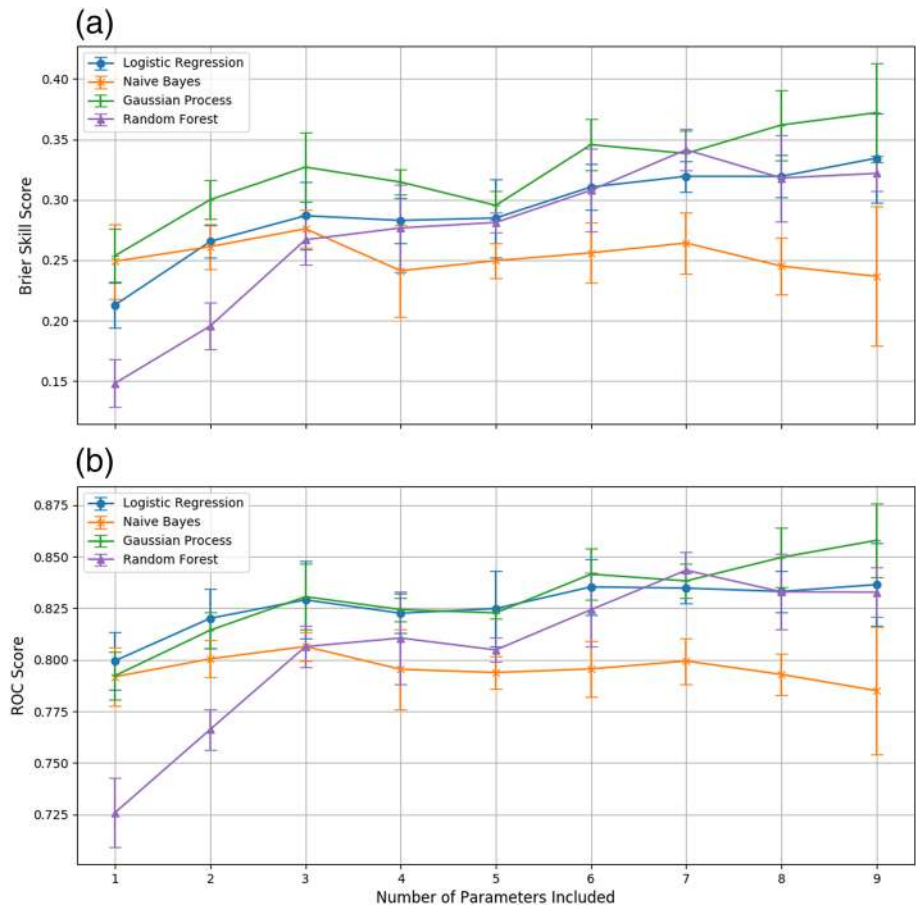 (a)
Logistic Regression
Naive Bayes
Gaussian Process
Random Forest
0.40
0.35
0.30
0.25
0.20
0.15
Brier Skill Score
(b)
Logistic Regression
Naive Bayes
Gaussian Process
Random Forest
0.875
0.850
0.825
0.800
0.775
0.750
0.725
ROC Score
1 2 3 4 5 6 7 8 9
Number of Parameters Included